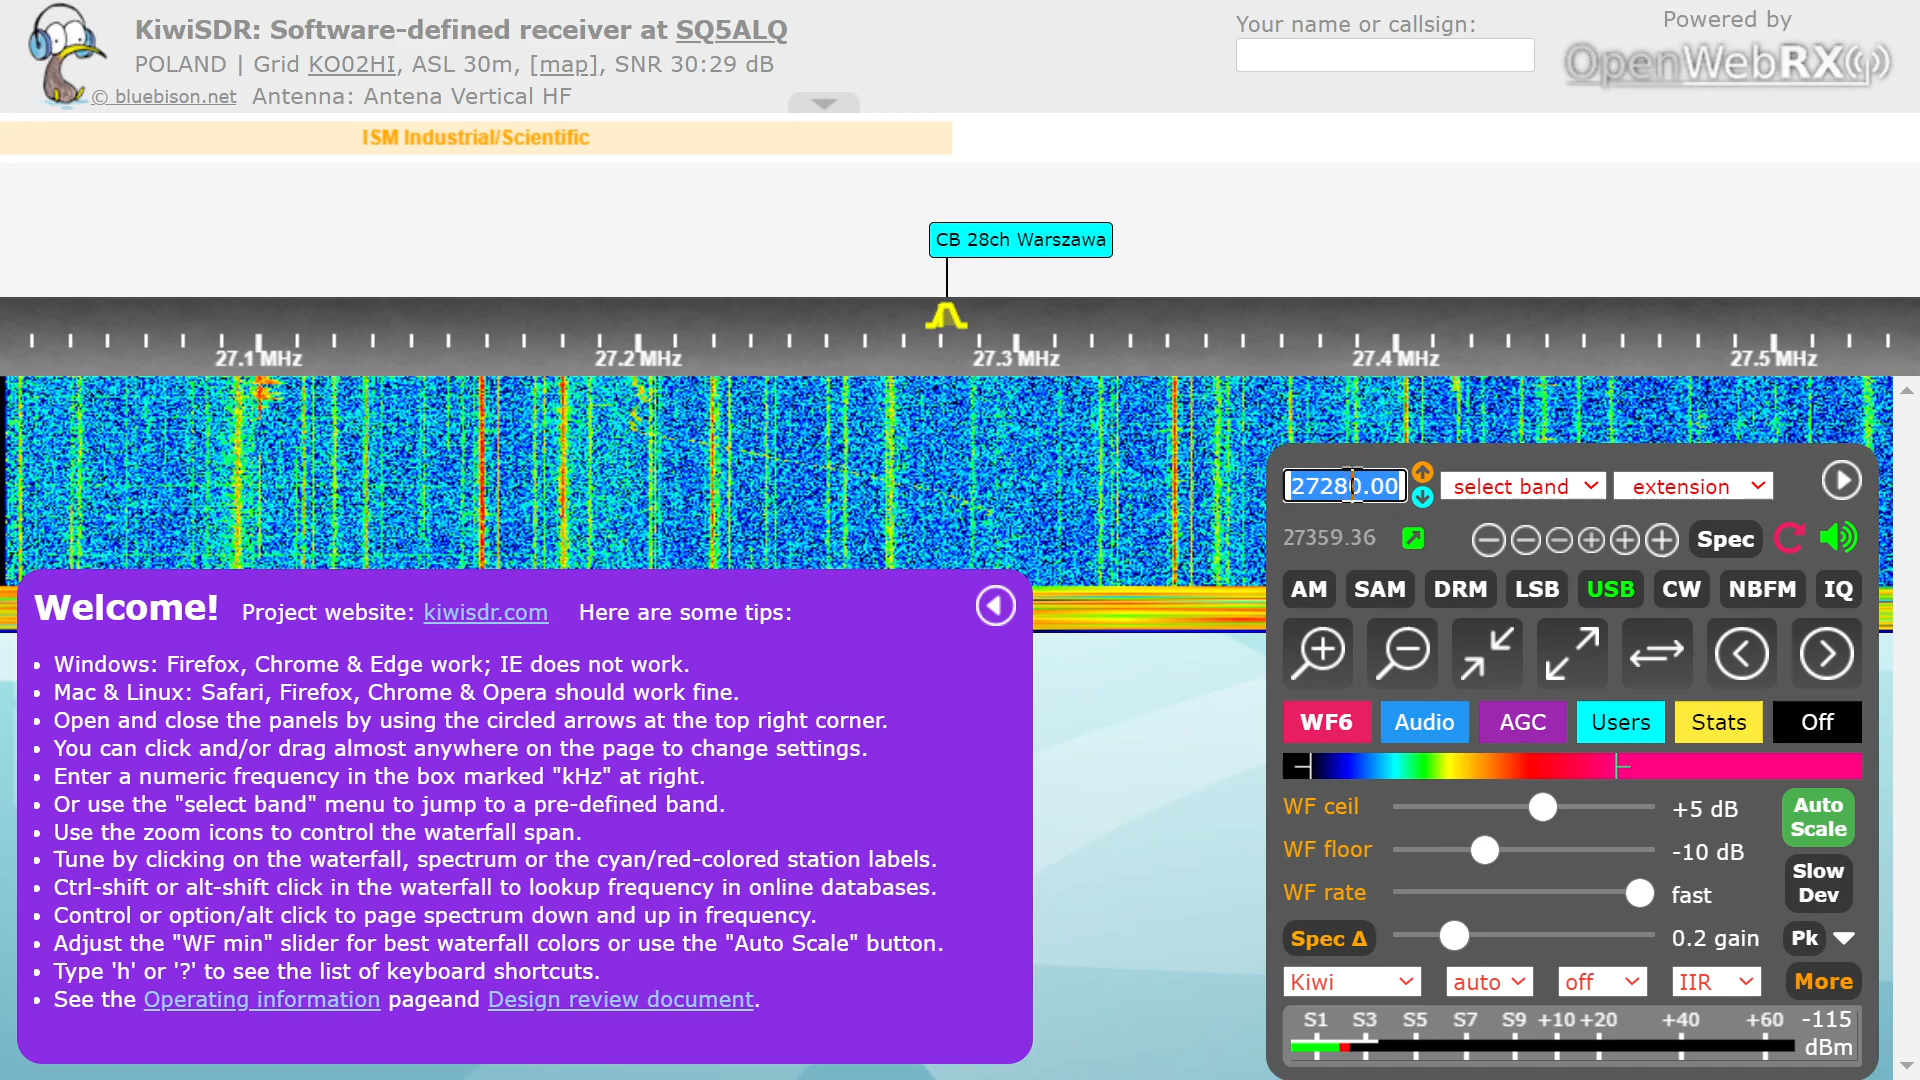 KiwiSDR: Software-defined receiver at SQ5ALQ
POLAND | Grid KO02HI, ASL 30m, [map], SNR 30:29 dB
© bluebison.net Antenna: Antena Vertical HF
Your name or callsign:
Powered by
OpenWebRX
ISM Industrial/Scientific
CB 28ch Warszawa
27.1 MHz 27.2 MHz 27.3 MHz 27.4 MHz 27.5 MHz
Welcome! Project website: kiwisdr.com Here are some tips:
• Windows: Firefox, Chrome & Edge work; IE does not work.
• Mac & Linux: Safari, Firefox, Chrome & Opera should work fine.
• Open and close the panels by using the circled arrows at the top right corner.
• You can click and/or drag almost anywhere on the page to change settings.
• Enter a numeric frequency in the box marked "kHz" at right.
• Or use the "select band" menu to jump to a pre-defined band.
• Use the zoom icons to control the waterfall span.
• Tune by clicking on the waterfall, spectrum or the cyan/red-colored station labels.
• Ctrl-shift or alt-shift click in the waterfall to lookup frequency in online databases.
• Control or option/alt click to page spectrum down and up in frequency.
• Adjust the "WF min" slider for best waterfall colors or use the "Auto Scale" button.
• Type 'h' or '?' to see the list of keyboard shortcuts.
• See the Operating information pageand Design review document.
27280.00 select band extension
27359.36 Spec
AM SAM DRM LSB USB CW NBFM IQ
WF6 Audio AGC Users Stats Off
WF ceil +5 dB
Auto
Scale
WF floor -10 dB
WF rate fast
Slow
Dev
Spec Δ 0.2 gain Pk
Kiwi auto off IIR More
S1 S3 S5 S7 S9 +10 +20 +40 +60 -115
dBm